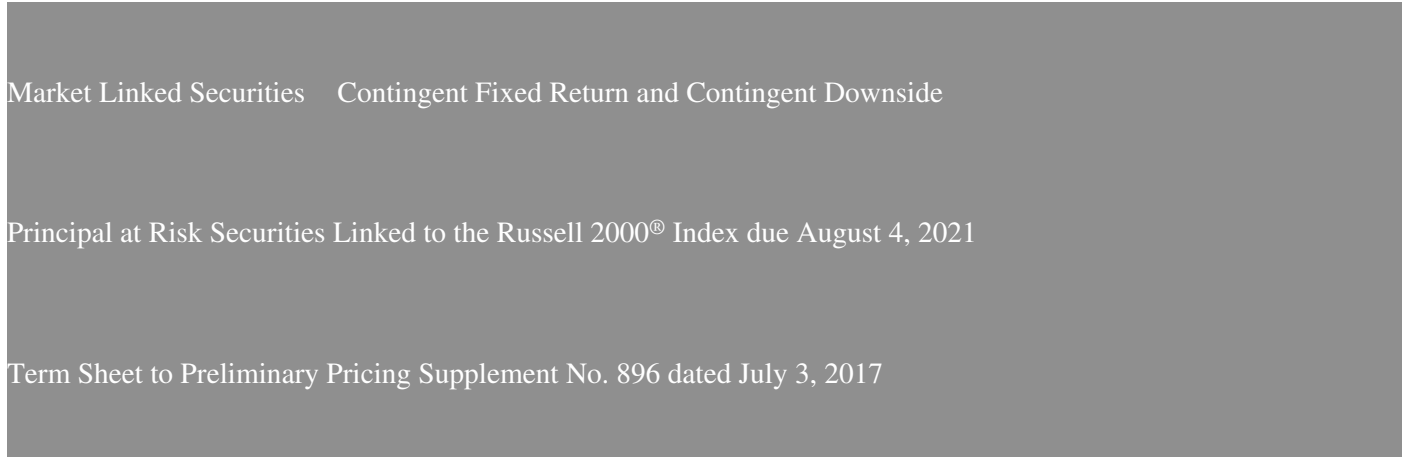 Market Linked Securities Contingent Fixed Return and Contingent Downside
Principal at Risk Securities Linked to the Russell 2000® Index due August 4, 2021
Term Sheet to Preliminary Pricing Supplement No. 896 dated July 3, 2017